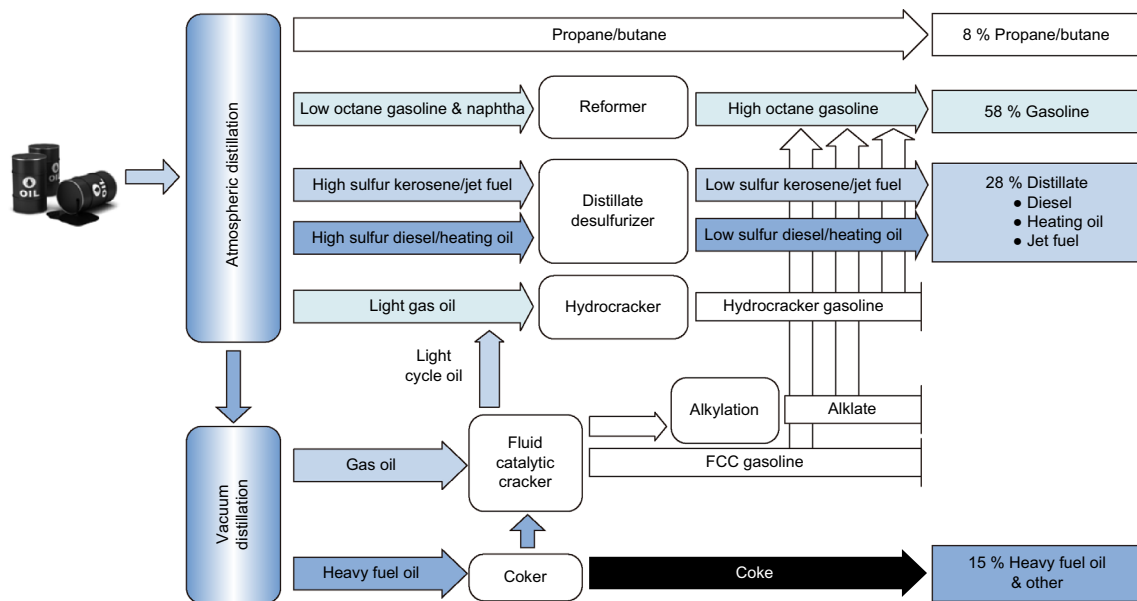 Propane/butane
8 % Propane/butane
Atmospheric distillation
Low octane gasoline & naphtha
Reformer
High octane gasoline
58 % Gasoline
OIL
OIL
High sulfur kerosene/jet fuel
Distillate
desulfurizer
Low sulfur kerosene/jet fuel
28 % Distillate
● Diesel
● Heating oil
● Jet fuel
High sulfur diesel/heating oil
Low sulfur diesel/heating oil
Light gas oil
Hydrocracker
Hydrocracker gasoline
Light
cycle oil
Alkylation
Alklate
Vacuum
distillation
Gas oil
Fluid
catalytic
cracker
FCC gasoline
Heavy fuel oil
Coker
Coke
15 % Heavy fuel oil
& other